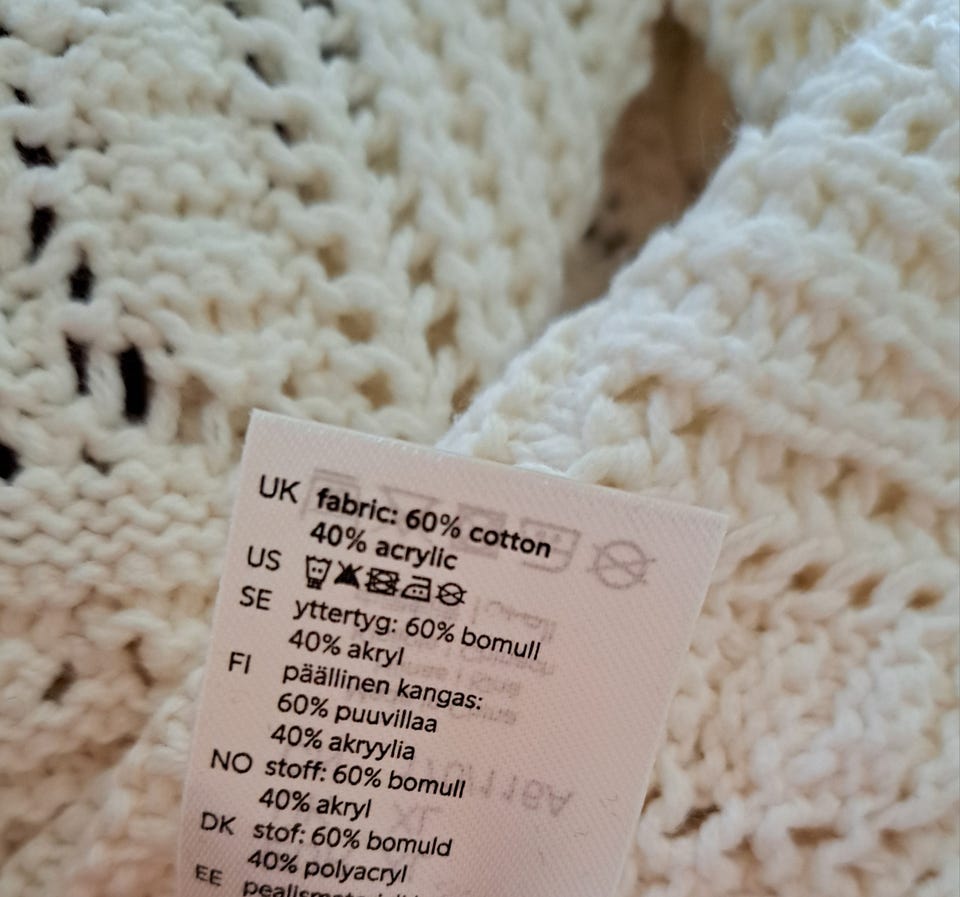 UK fabric: 60% cotton
40% acrylic
US
SE yttertyg: 60% bomull
40% akryl
FI päällinen kangas:
60% puuvillaa
40% akryylia
NO stoff: 60% bomull
40% akryl
DK stof: 60% bomuld
40% polyacryl
EE
XL